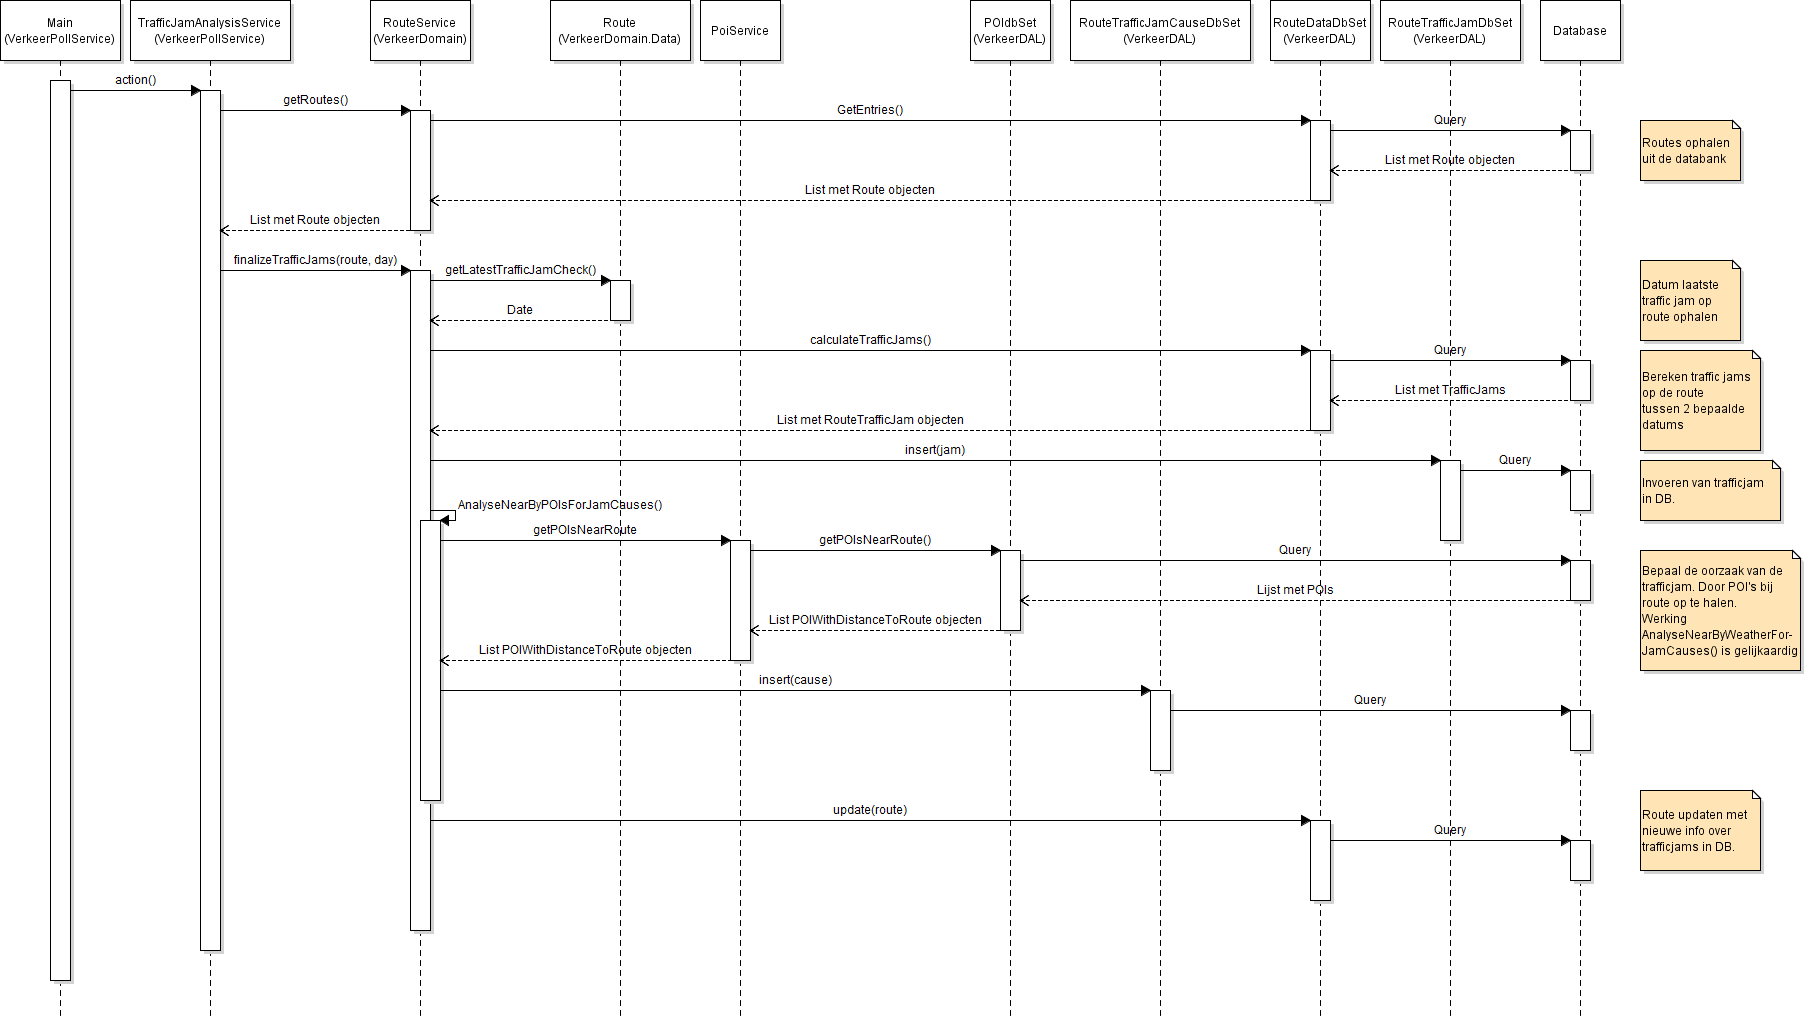 Main
(VerkeerPollService)
TrafficJamAnalysisService
(VerkeerPollService)
RouteService
(VerkeerDomain)
Route
(VerkeerDomain.Data)
PoiService
POIdbSet
(VerkeerDAL)
RouteTrafficJamCauseDbSet
(VerkeerDAL)
RouteDataDbSet
(VerkeerDAL)
RouteTrafficJamDbSet
(VerkeerDAL)
Database
action()
getRoutes()
GetEntries()
Query
Routes ophalen
uit de databank
List met Route objecten
List met Route objecten
List met Route objecten
finalizeTrafficJams(route, day)
getLatestTrafficJamCheck()
Datum laatste
traffic jam op
route ophalen
Date
calculateTrafficJams()
Query
Bereken traffic jams
op de route
tussen 2 bepaalde
datums
List met TrafficJams
List met RouteTrafficJam objecten
insert(jam)
Query
Invoeren van trafficjam
in DB.
AnalyseNearByPOIsForJamCauses()
getPOIsNearRoute
getPOIsNearRoute()
Query
Bepaal de oorzaak van de
trafficjam. Door POI's bij
route op te halen.
Werking
AnalyseNearByWeatherFor-
JamCauses() is gelijkaardig
Lijst met POIs
List POIWithDistanceToRoute objecten
List POIWithDistanceToRoute objecten
insert(cause)
Query
update(route)
Query
Route updaten met
nieuwe info over
trafficjams in DB.